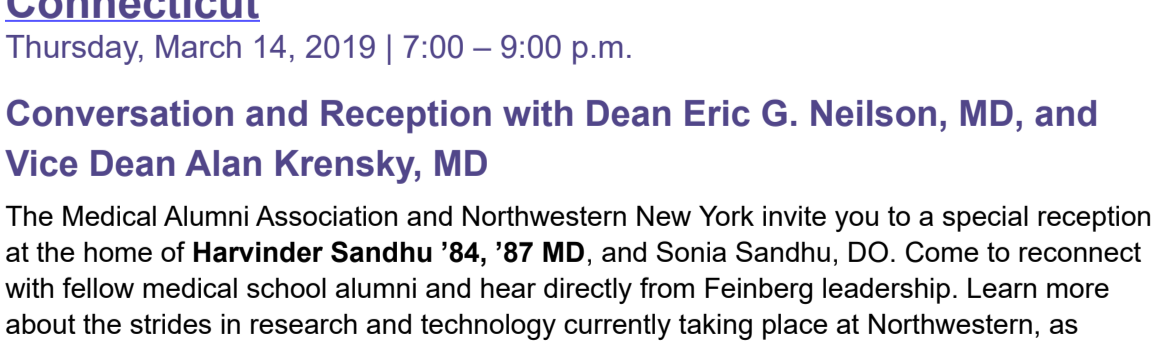 Connecticut
Thursday, March 14, 2019 | 7:00 – 9:00 p.m.
Conversation and Reception with Dean Eric G. Neilson, MD, and
Vice Dean Alan Krensky, MD
The Medical Alumni Association and Northwestern New York invite you to a special reception
at the home of Harvinder Sandhu ’84, ’87 MD, and Sonia Sandhu, DO. Come to reconnect
with fellow medical school alumni and hear directly from Feinberg leadership. Learn more
about the strides in research and technology currently taking place at Northwestern, as